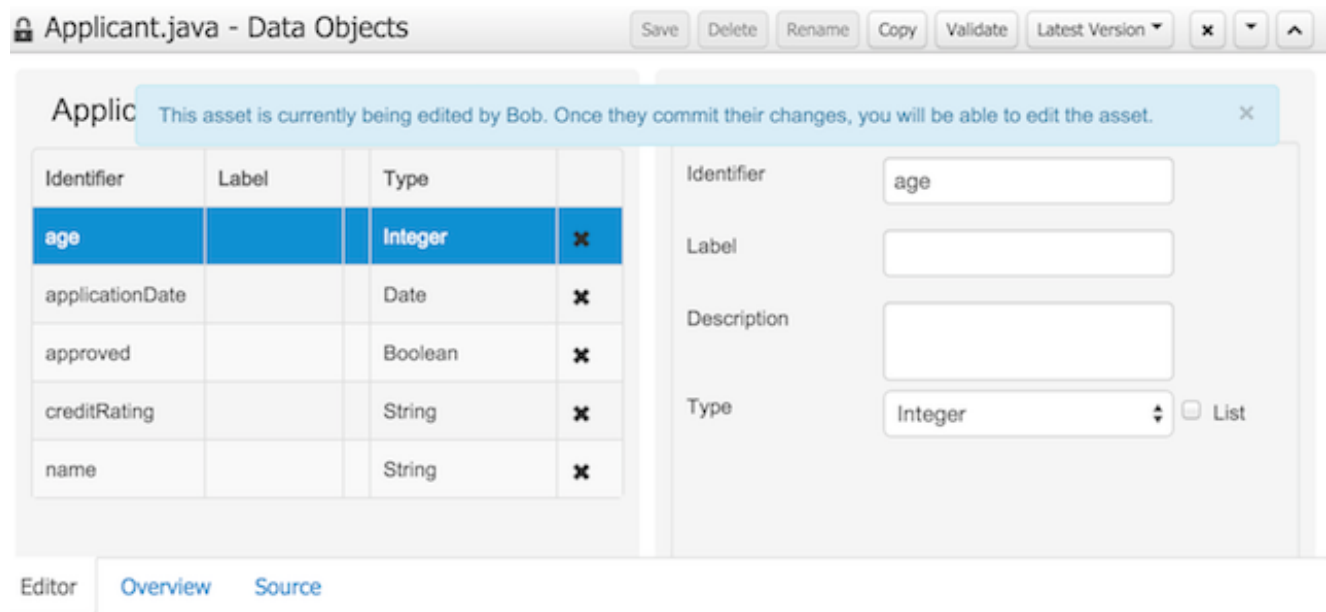 Applicant.java - Data Objects
Save Delete Rename Copy Validate Latest Version
Applic
This asset is currently being edited by Bob. Once they commit their changes, you will be able to edit the asset.
Identifier Label Type
age Integer
applicationDate Date
approved Boolean
creditRating String
name String
Identifier age
Label
Description
Type Integer List
Editor Overview Source